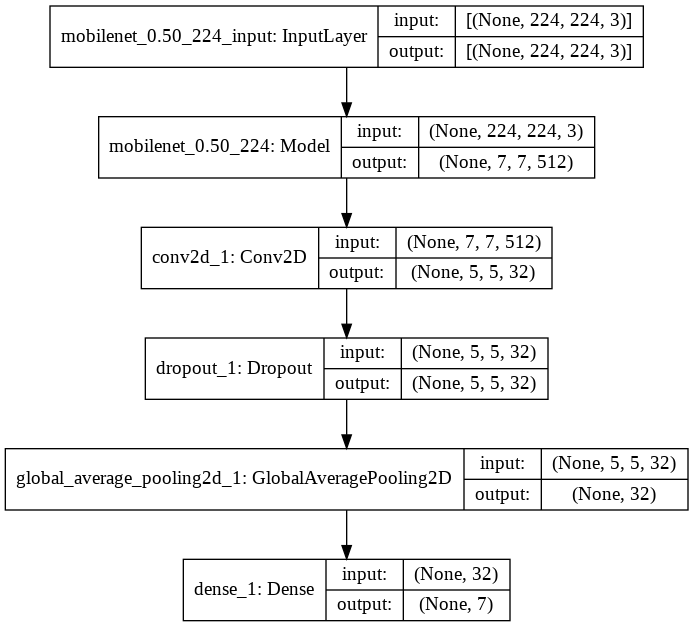 mobilenet_0.50_224_input: InputLayer
input: [(None, 224, 224, 3)]
output: [(None, 224, 224, 3)]
mobilenet_0.50_224: Model
input: (None, 224, 224, 3)
output: (None, 7, 7, 512)
conv2d_1: Conv2D
input: (None, 7, 7, 512)
output: (None, 5, 5, 32)
dropout_1: Dropout
input: (None, 5, 5, 32)
output: (None, 5, 5, 32)
global_average_pooling2d_1: GlobalAveragePooling2D
input: (None, 5, 5, 32)
output: (None, 32)
dense_1: Dense
input: (None, 32)
output: (None, 7)